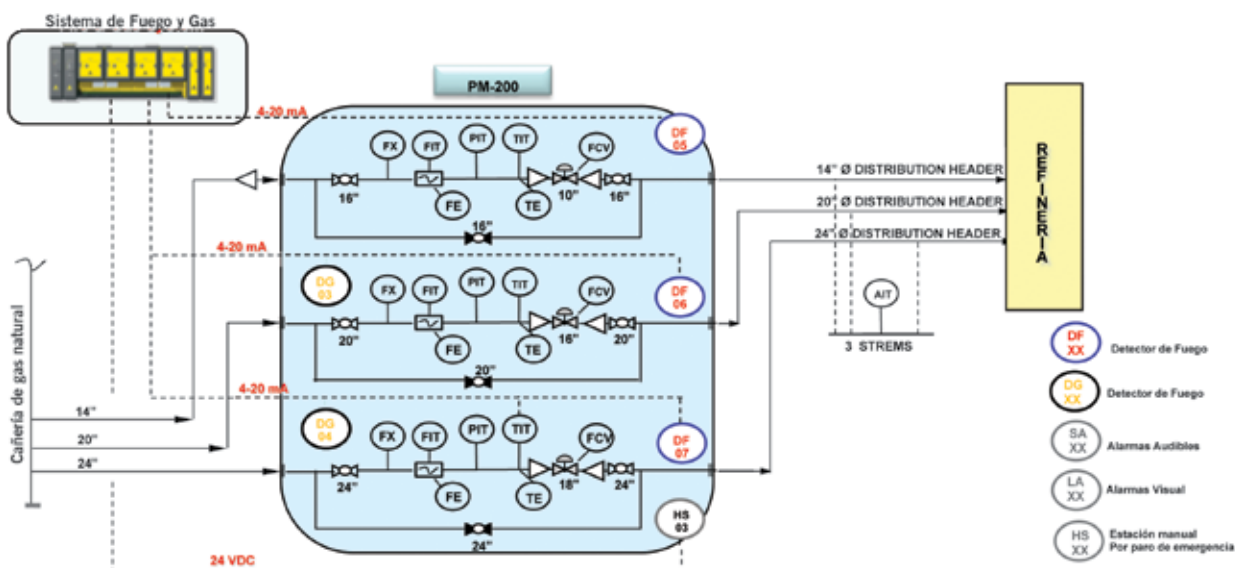 Sistema de Fuego y Gas
PM-200
4-20 mA
DF
05
FX
FIT
PIT
TIT
FCV
16"
FE
TE
10"
16"
16"
14" Ø DISTRIBUTION HEADER
20" Ø DISTRIBUTION HEADER
24" Ø DISTRIBUTION HEADER
REFINERIA
4-20 mA
DG
03
FX
FIT
PIT
TIT
FCV
DF
06
20"
FE
TE
16"
20"
20"
AIT
3 STREMS
4-20 mA
DG
04
FX
FIT
PIT
TIT
FCV
DF
07
24"
FE
TE
18"
24"
24"
HS
03
24 VDC
Cañería de gas natural
14"
20"
24"
DF
XX
Detector de Fuego
DG
XX
Detector de Fuego
SA
XX
Alarmas Audibles
LA
XX
Alarmas Visual
HS
XX
Estación manual
Por paro de emergencia